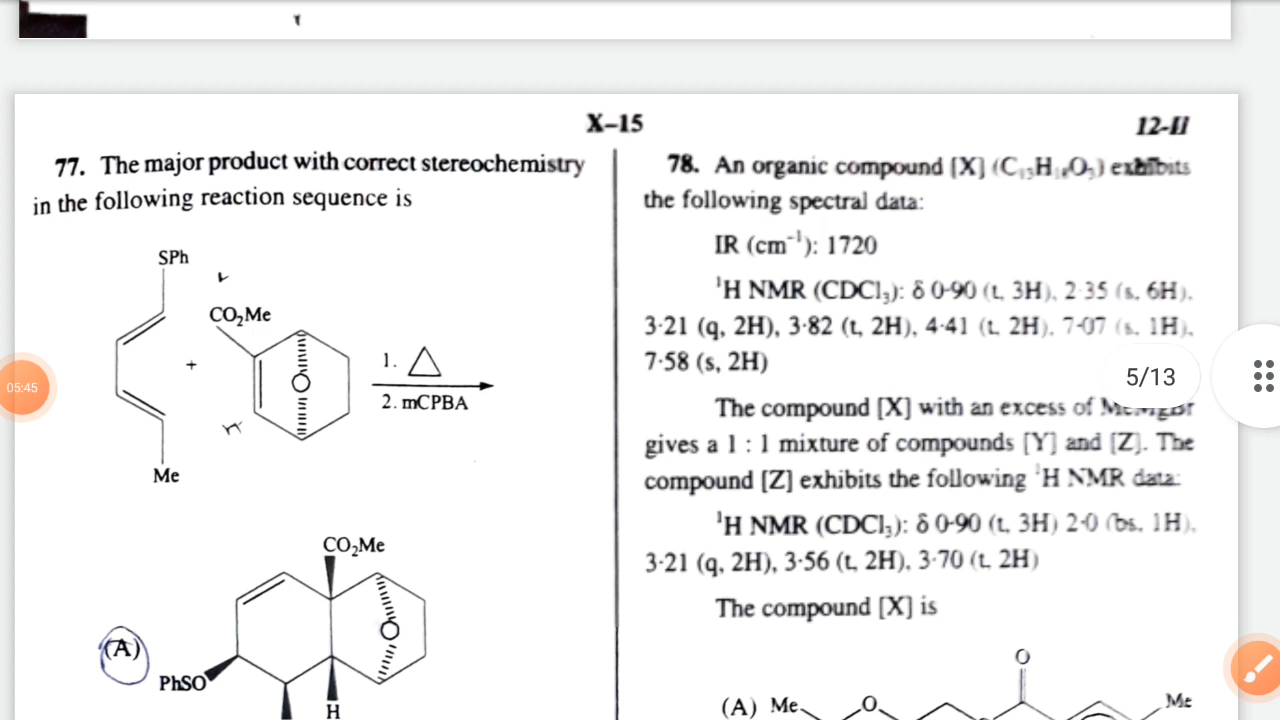 X–15
12-II
77. The major product with correct stereochemistry
in the following reaction sequence is
SPh
CO₂Me
+
O
1. △
2. mCPBA
Me
CO₂Me
O
(A)
PhSO
H
78. An organic compound [X] exhibits
the following spectral data:
IR (cm⁻¹): 1720
¹H NMR (CDCl₃): δ 0·90 (t, 3H), 2·35 (s, 6H),
3·21 (q, 2H), 3·82 (t, 2H), 4·41 (t, 2H), 7·07 (s, 1H),
7·58 (s, 2H)
The compound [X] with an excess of MeMgBr
gives a 1 : 1 mixture of compounds [Y] and [Z]. The
compound [Z] exhibits the following ¹H NMR data:
¹H NMR (CDCl₃): δ 0·90 (t, 3H) 2·0 (bs, 1H),
3·21 (q, 2H), 3·56 (t, 2H), 3·70 (t, 2H)
The compound [X] is
O
(A) Me
O
Me
5/13
05:45